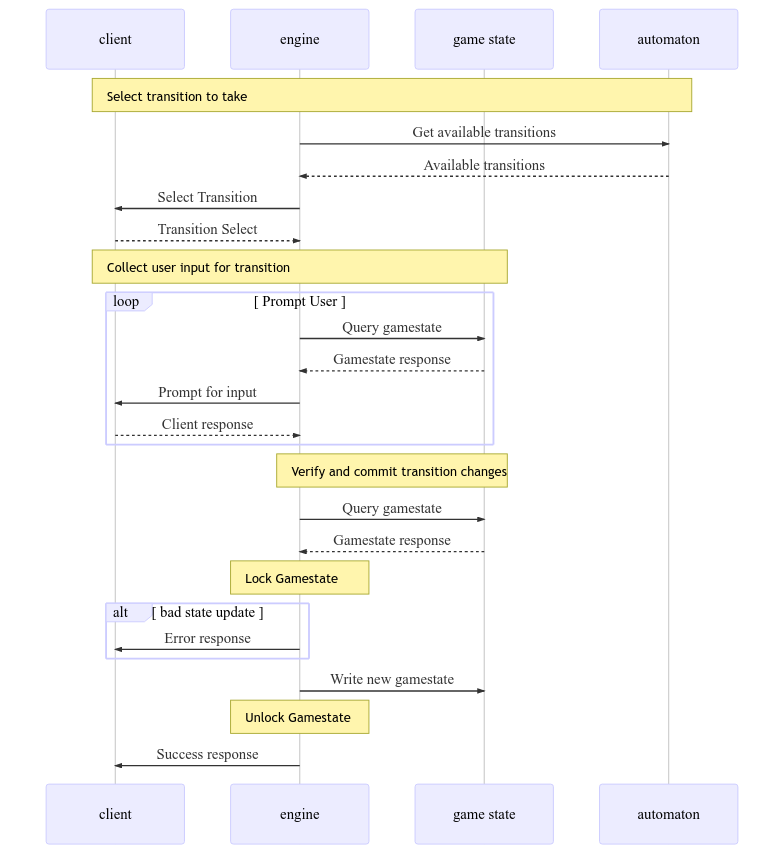 client
engine
game state
automaton
Select transition to take
Get available transitions
Available transitions
Select Transition
Transition Select
Collect user input for transition
loop
[ Prompt User ]
Query gamestate
Gamestate response
Prompt for input
Client response
Verify and commit transition changes
Query gamestate
Gamestate response
Lock Gamestate
alt
[ bad state update ]
Error response
Write new gamestate
Unlock Gamestate
Success response
client
engine
game state
automaton